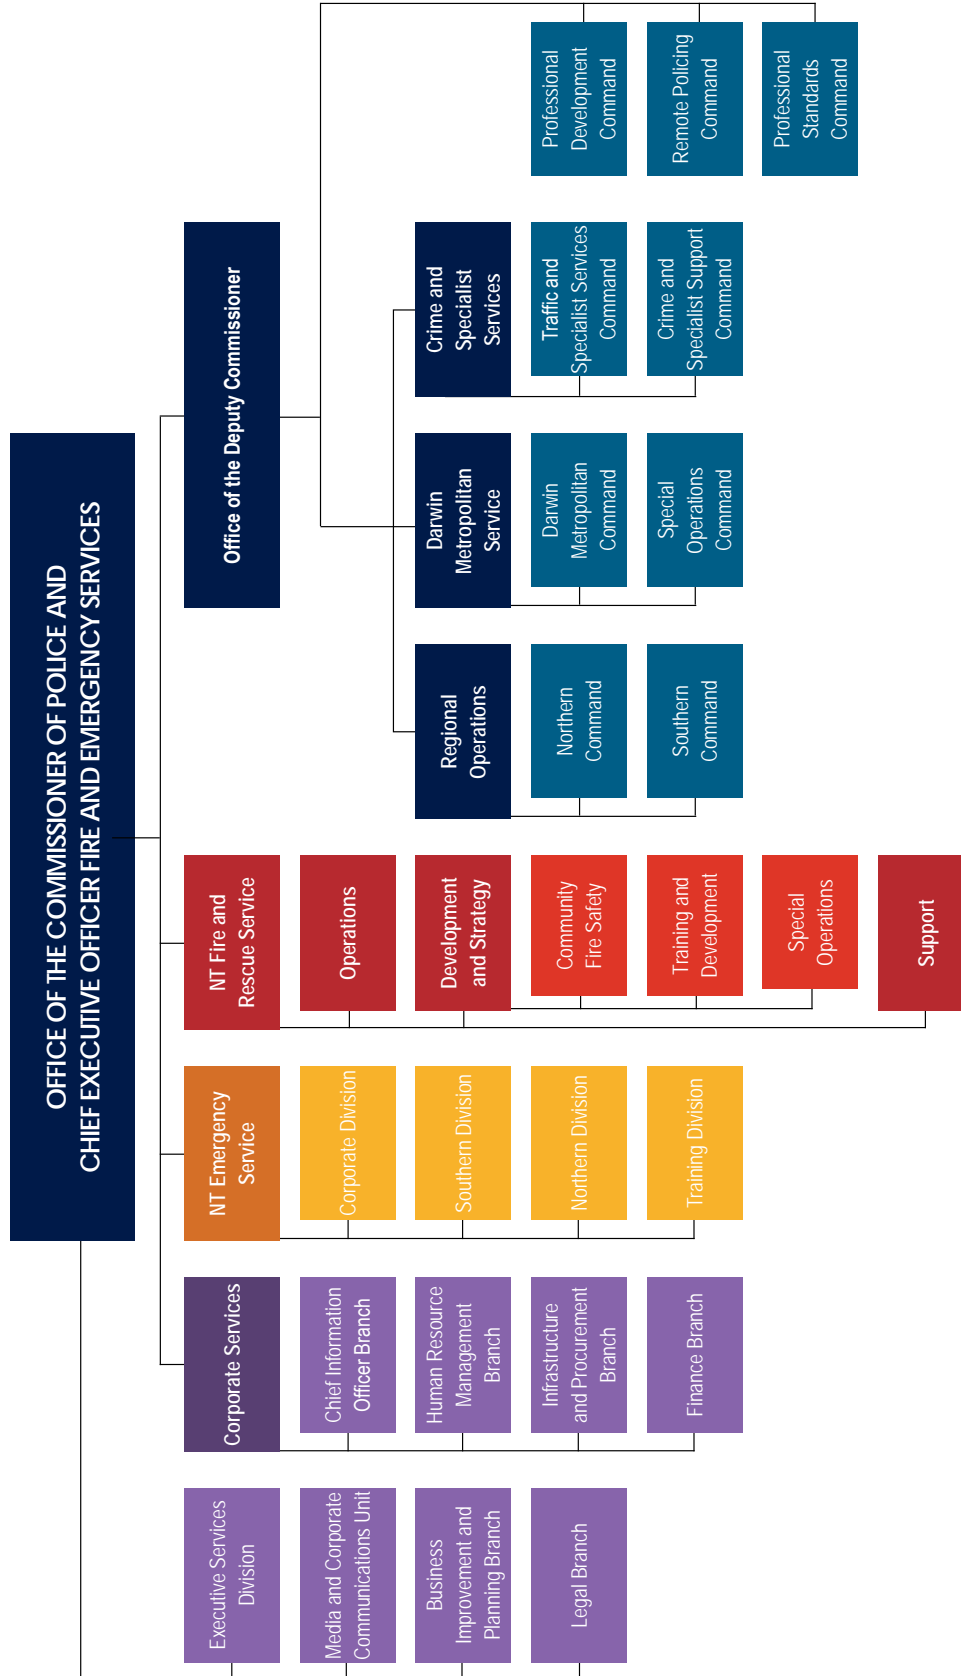 OFFICE OF THE COMMISSIONER OF POLICE AND
CHIEF EXECUTIVE OFFICER FIRE AND EMERGENCY SERVICES
Executive Services
Division
Media and Corporate
Communications Unit
Business
Improvement and
Planning Branch
Legal Branch
Corporate Services
Chief Information
Officer Branch
Human Resource
Management
Branch
Infrastructure
and Procurement
Branch
Finance Branch
NT Emergency
Service
Corporate Division
Southern Division
Northern Division
Training Division
NT Fire and
Rescue Service
Operations
Development
and Strategy
Community
Fire Safety
Training and
Development
Special
Operations
Support
Office of the Deputy Commissioner
Regional
Operations
Northern
Command
Southern
Command
Darwin
Metropolitan
Service
Darwin
Metropolitan
Command
Special
Operations
Command
Crime and
Specialist
Services
Traffic and
Specialist Services
Command
Crime and
Specialist Support
Command
Professional
Development
Command
Remote Policing
Command
Professional
Standards
Command